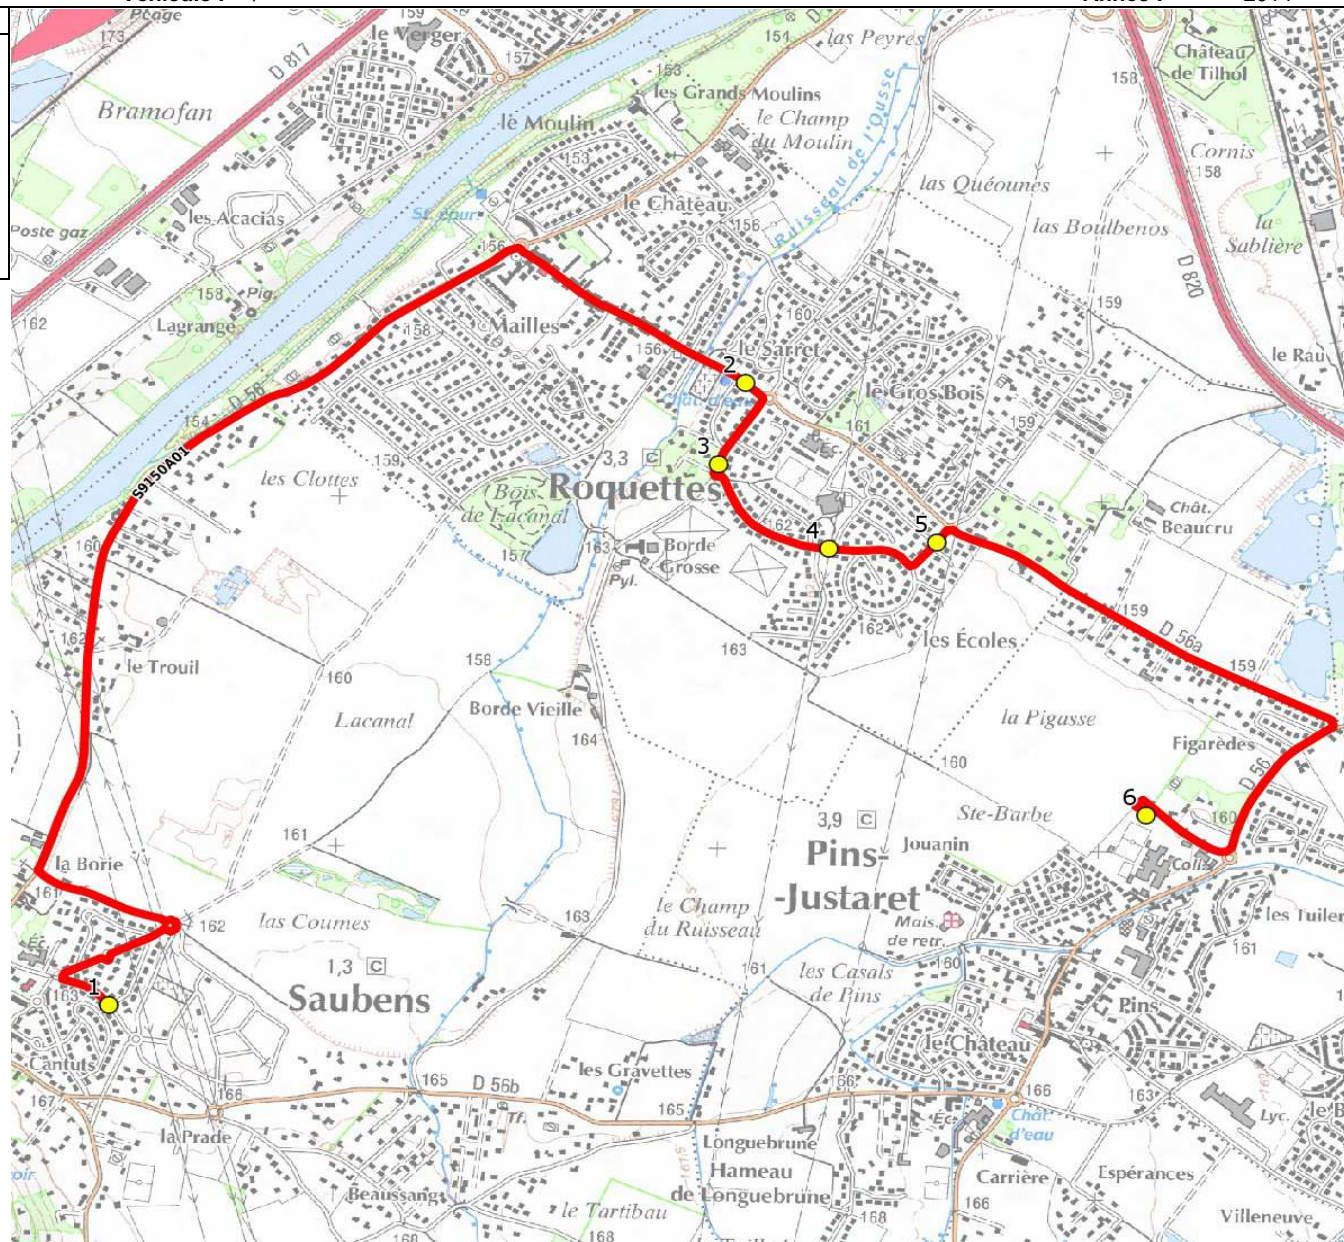 Péage
159
le Verger
157
D 817
173
154
las Peyres
158
Château
de Tilhol
Bramofan
153
les Grands Moulins
le Moulin
le Champ
du Moulin
Ruisseau de l'Ousse
Cornis
158
153
las Quéounes
les Acacias
St. épur.
le Château
156
las Boulbenos
la
Sablière
Poste gaz
156
D 820
158
Pig.
162
Lagrange
158
Mailles
160
159
156
le Sarret
le Rau
2
D 56
Chât. d'eau
le Gros Bois
154
161
159
S9150A01
3
3,3 C
Éc.
les Clottes
159
Roquettes
Bois
de Lacanal
Chât.
Beaucru
162
4
5
160
157
163
Borde
Grosse
Pyl.
159
162
les Écoles
162
163
D 56a
le Trouil
158
160
159
Borde Vieille
Lacanal
la Pigasse
164
Figarèdes
160
D 56
6
Ste-Barbe
160
161
3,9 C
Jouanin
la Borie
Pins-
-Justaret
Coll.
161
le Champ
du Ruisseau
Mais.
de retr.
162
las Coumes
163
les Tuiler
161
Éc.
1,3 C
161
les Casals
de Pins
160
1
163
Saubens
Pins
le Château
Cantuts
les Gravettes
165
D 56b
166
166
163
167
166
165
Th.
Éc.
Chât.
d'eau
Lyc.
la Prade
Longuebrune
Hameau
de Longuebrune
Carrière
Espérances
Beaussang
166
le Tartibau
168
Villeneuve
168
168